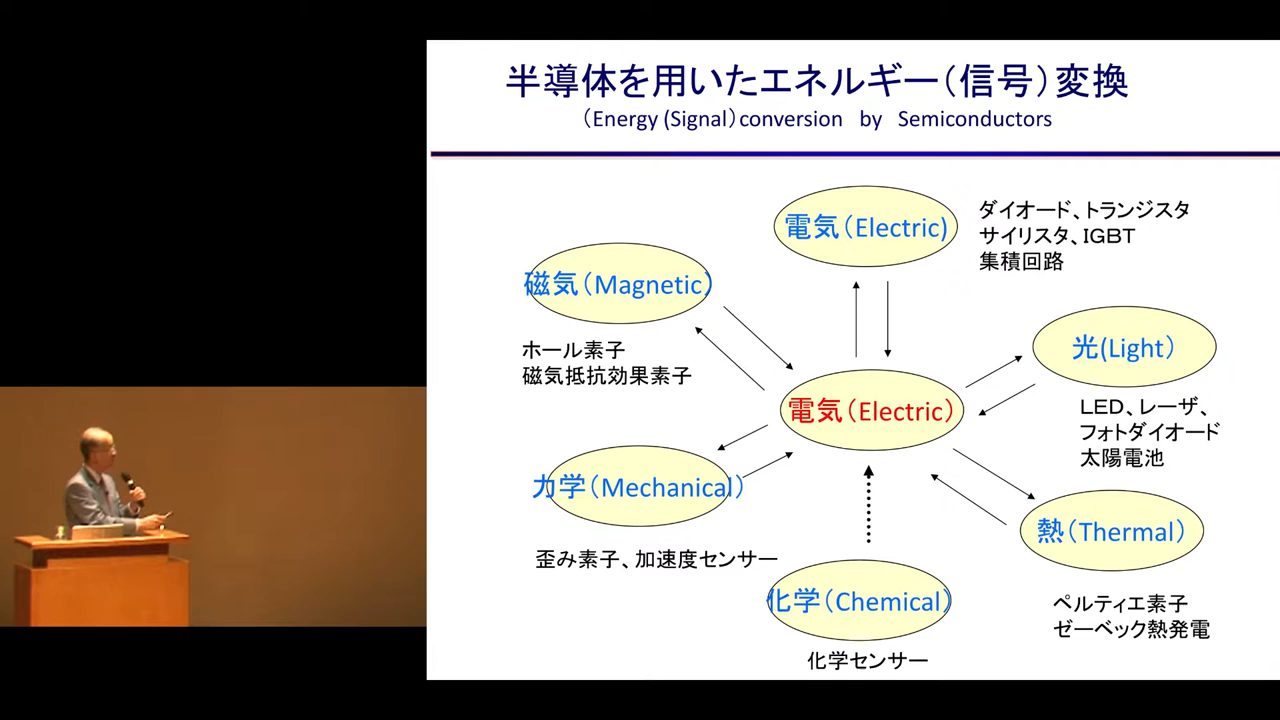 半導体を用いたエネルギー(信号)変換
(Energy (Signal)conversion by Semiconductors
電気(Electric)
ダイオード、トランジスタ
サイリスタ、IGBT
集積回路
磁気(Magnetic)
ホール素子
磁気抵抗効果素子
光(Light)
LED、レーザ、
フォトダイオード
太陽電池
電気(Electric)
力学(Mechanical)
歪み素子、加速度センサー
熱(Thermal)
ペルティエ素子
ゼーベック熱発電
化学(Chemical)
化学センサー